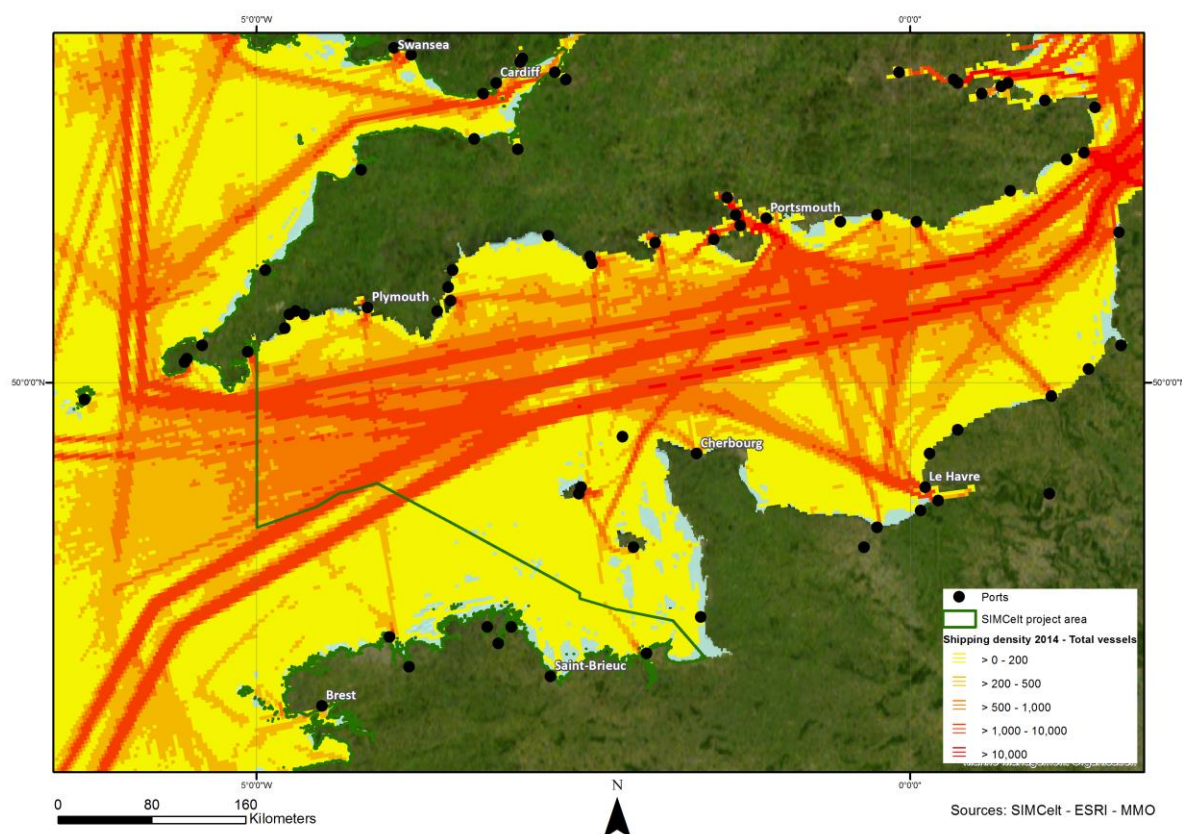 5°0'0"W
0°0'0"
Swansea
Cardiff
Portsmouth
Plymouth
50°0'0"N
50°0'0"N
Cherbourg
Le Havre
Saint-Brieuc
Brest
Ports
SIMCelt project area
Shipping density 2014 - Total vessels
> 0 - 200
> 200 - 500
> 500 - 1,000
> 1,000 - 10,000
> 10,000
5°0'0"W
0°0'0"
N
0 80 160
Kilometers
Sources: SIMCelt - ESRI - MMO